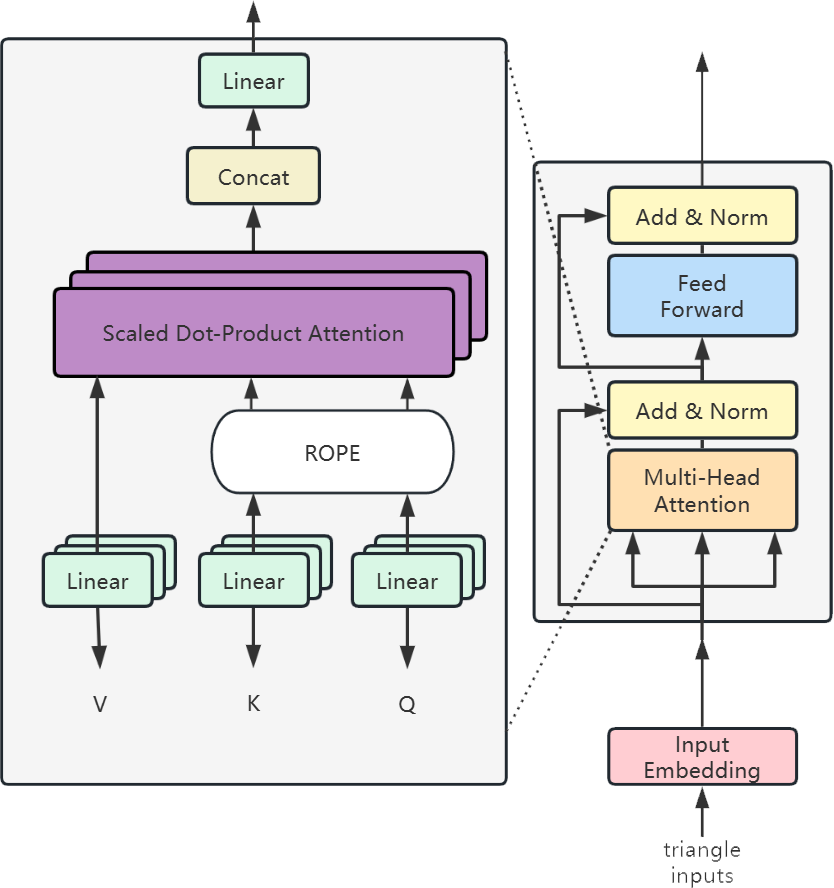 Linear
Concat
Scaled Dot-Product Attention
ROPE
Linear
Linear
Linear
V
K
Q
Add & Norm
Feed
Forward
Add & Norm
Multi-Head
Attention
Input
Embedding
triangle
inputs